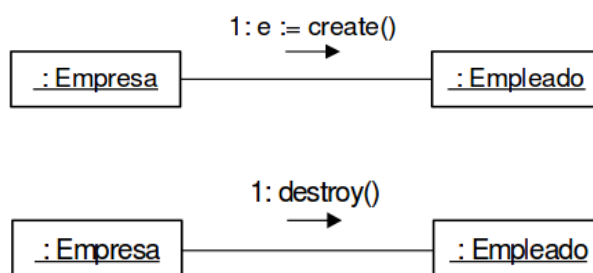 1: e := create()
: Empresa
: Empleado
1: destroy()
: Empresa
: Empleado